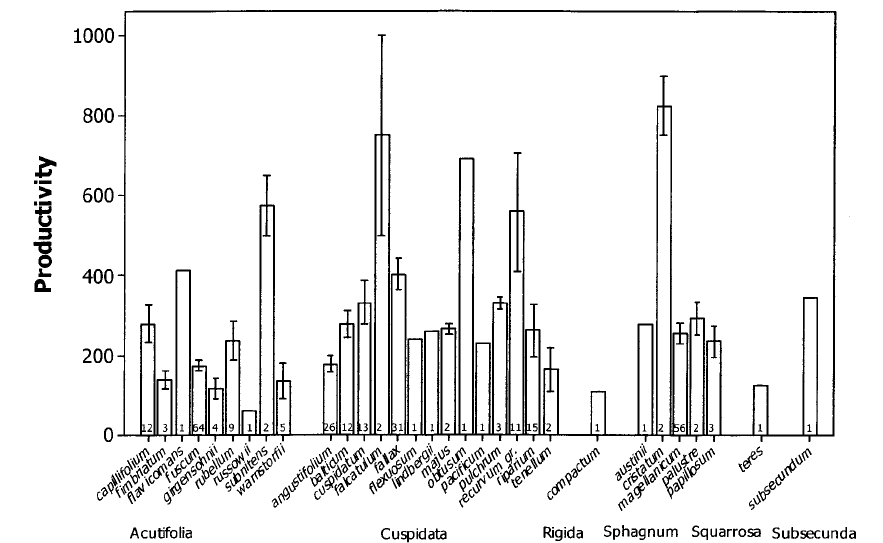 1000
800
600
400
200
0
Productivity
12 3 1 64 4 9 1 2 5 26 12 13 2 31 1 1 2 1 1 3 11 15 2 1 1 2 56 2 3 1 1
capillifolium
fimbriatum
flavicomans
fuscum
girgensohnii
rubellum
russowii
subnitens
warnstorfii
angustifolium
balticum
cuspidatum
falcatulum
fallax
flexuosum
lindbergii
majus
obtusum
pacificum
pulchrum
recurvum gr.
riparium
tenellum
compactum
austinii
cristatum
magellanicum
palustre
papillosum
teres
subsecundum
Acutifolia Cuspidata Rigida Sphagnum Squarrosa Subsecunda